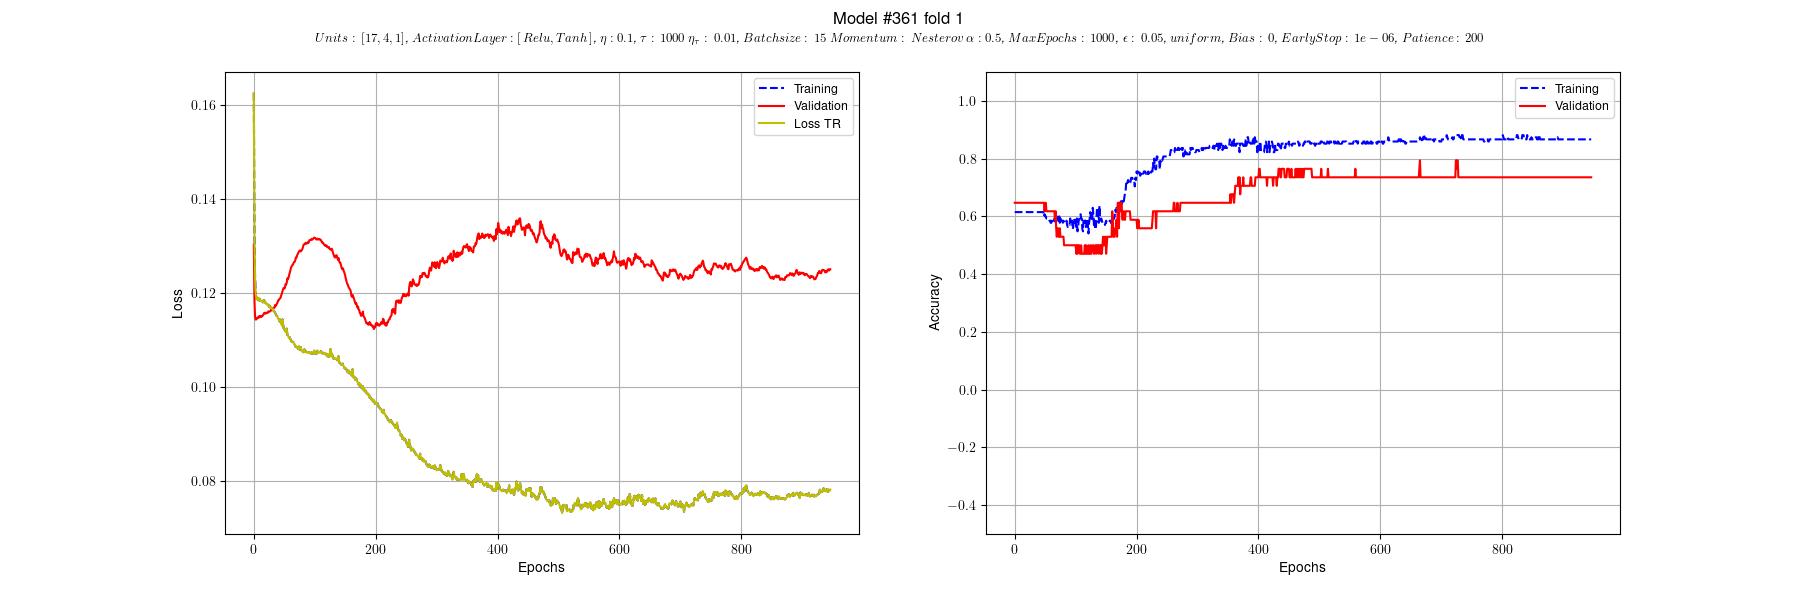 Model #361 fold 1
Units : [17, 4, 1], ActivationLayer : [ Relu, Tanh ], η : 0.1, τ : 1000 ητ : 0.01, Batchsize : 15 Momentum : Nesterov α : 0.5, MaxEpochs : 1000, ϵ : 0.05, uniform, Bias : 0, EarlyStop : 1e − 06, Patience : 200
Training
Validation
Loss TR
0.16
0.14
0.12
0.10
0.08
Loss
0 200 400 600 800
Epochs
Training
Validation
1.0
0.8
0.6
0.4
0.2
0.0
−0.2
−0.4
Accuracy
0 200 400 600 800
Epochs